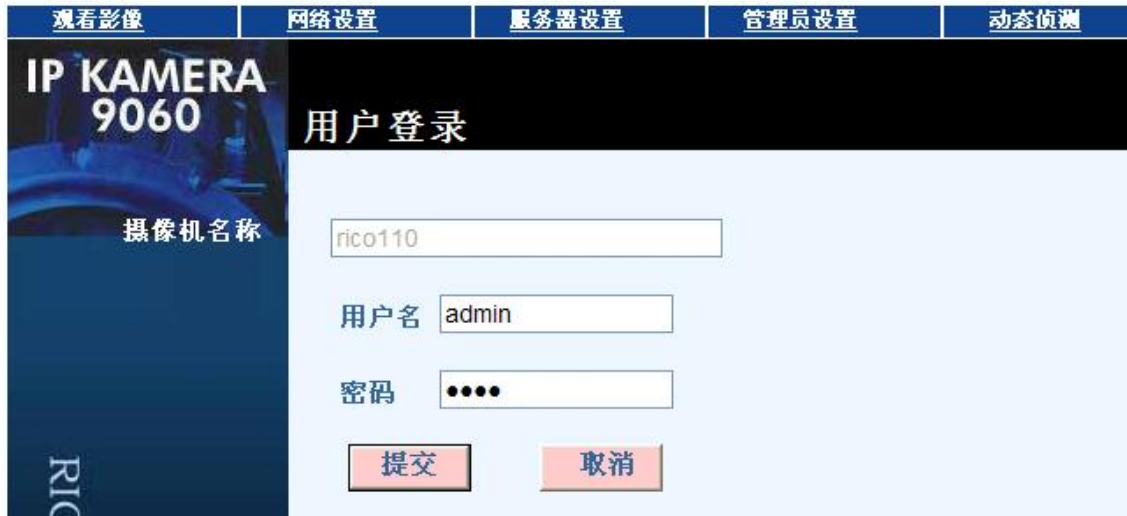 观看影像 网络设置 服务器设置 管理员设置 动态侦测
IP KAMERA
9060
用户登录
摄像机名称
rico110
用户名 admin
密码 ••••
提交 取消